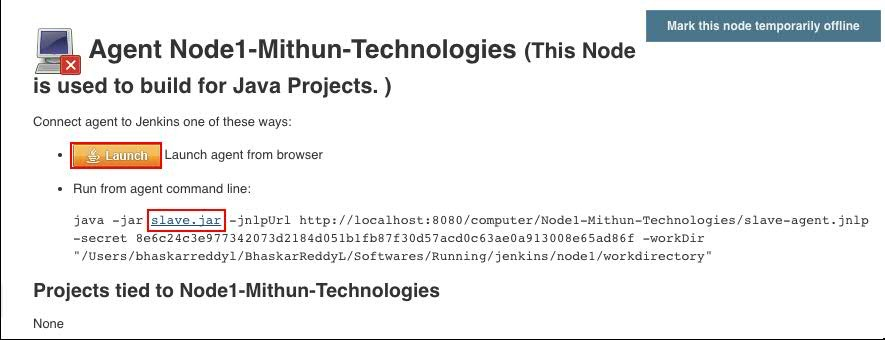 Mark this node temporarily offline
Agent Node1-Mithun-Technologies (This Node
is used to build for Java Projects. )
Connect agent to Jenkins one of these ways:
• Launch Launch agent from browser
• Run from agent command line:
java -jar slave.jar -jnlpUrl http://localhost:8080/computer/Node1-Mithun-Technologies/slave-agent.jnlp
-secret 8e6c24c3e977342073d2184d051b1fb87f30d57acd0c63ae0a913008e65ad86f -workDir
"/Users/bhaskarreddyl/BhaskarReddyL/Softwares/Running/jenkins/node1/workdirectory"
Projects tied to Node1-Mithun-Technologies
None